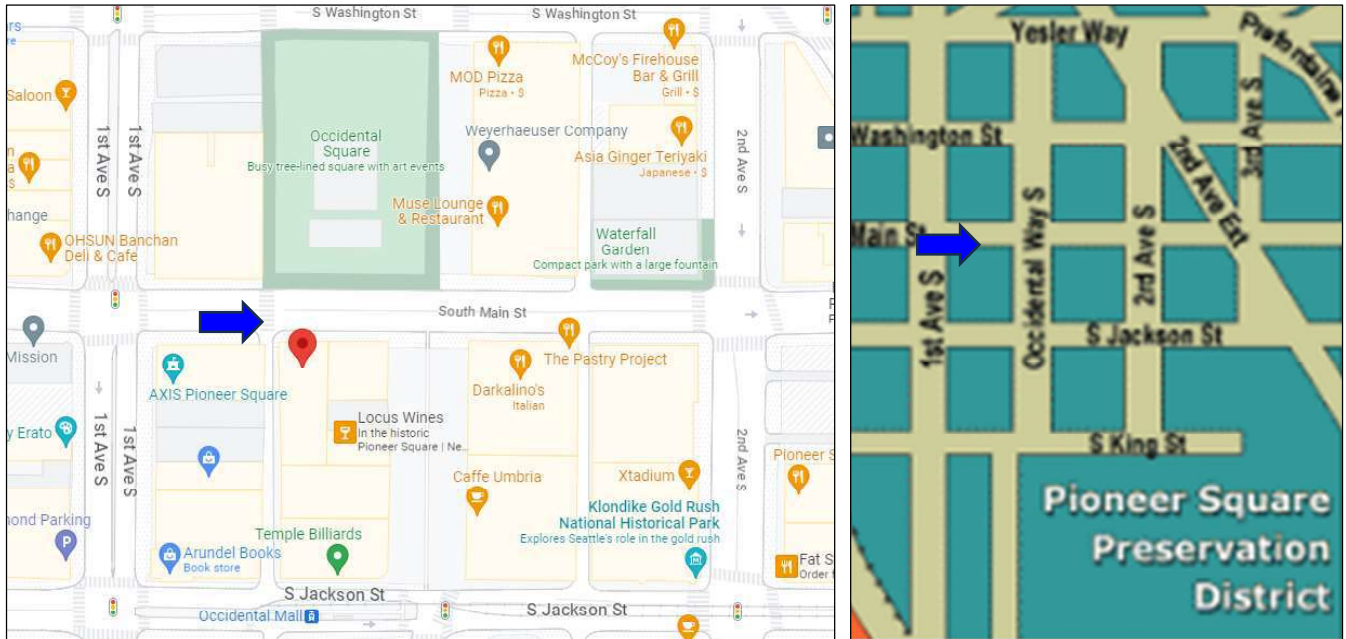 S Washington St
S Washington St
Saloon
hange
OHSUN Banchan
Deli & Cafe
1st Ave S
1st Ave S
Occidental
Square
Busy tree-lined square with art events
MOD Pizza
Pizza • $
McCoy's Firehouse
Bar & Grill
Grill • $
Weyerhaeuser Company
Asia Ginger Teriyaki
Japanese • $
Muse Lounge
& Restaurant
Waterfall
Garden
Compact park with a large fountain
2nd Ave S
South Main St
Mission
AXIS Pioneer Square
The Pastry Project
Darkalino's
Italian
Locus Wines
In the historic
Pioneer Square | Ne...
y Erato
1st Ave S
1st Ave S
2nd Ave S
Caffe Umbria
Xtadium
Pioneer S
Klondike Gold Rush
National Historical Park
Explores Seattle's role in the gold rush
mond Parking
P
Arundel Books
Book store
Temple Billiards
Fat S
Order f
S Jackson St
S Jackson St
Occidental Mall
Yesler Way
Prefontaine
Washington St
3rd Ave S
2nd Ave Ext
Main St
Occidental Way S
2nd Ave S
1st Ave S
S Jackson St
S King St
Pioneer Square
Preservation
District